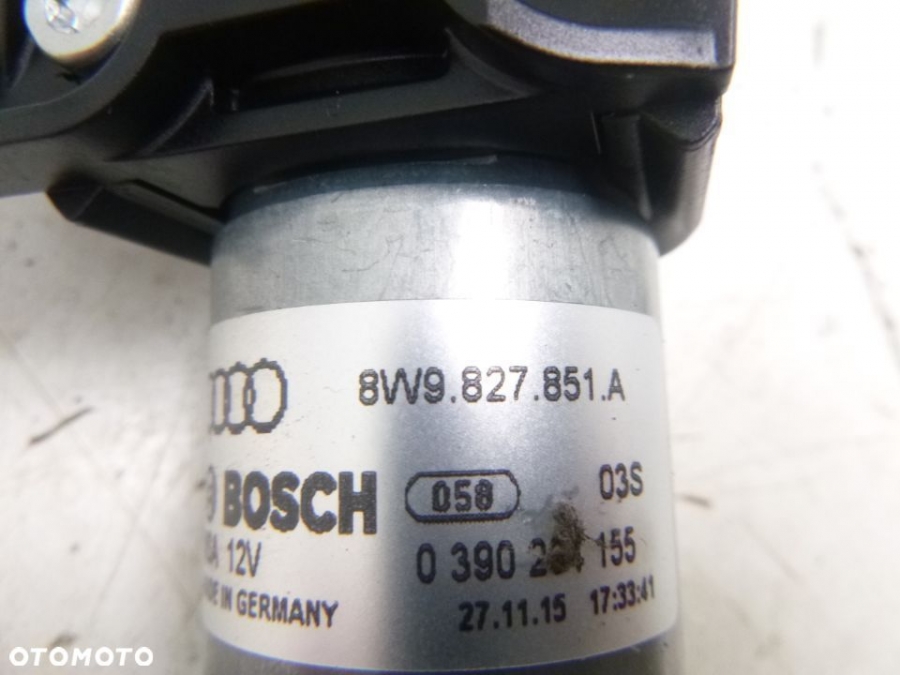 8W9.827.851.A
BOSCH 058 03S
12V 0 390 155
IN GERMANY 27.11.15 17:33:41
OTOMOTO